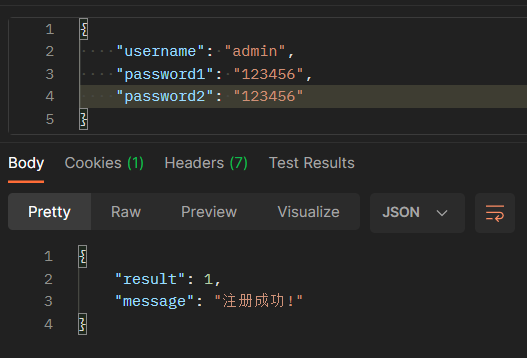 1 {
2 "username": "admin",
3 "password1": "123456",
4 "password2": "123456"
5 }
Body Cookies (1) Headers (7) Test Results
Pretty Raw Preview Visualize JSON
1 {
2 "result": 1,
3 "message": "注册成功!"
4 }